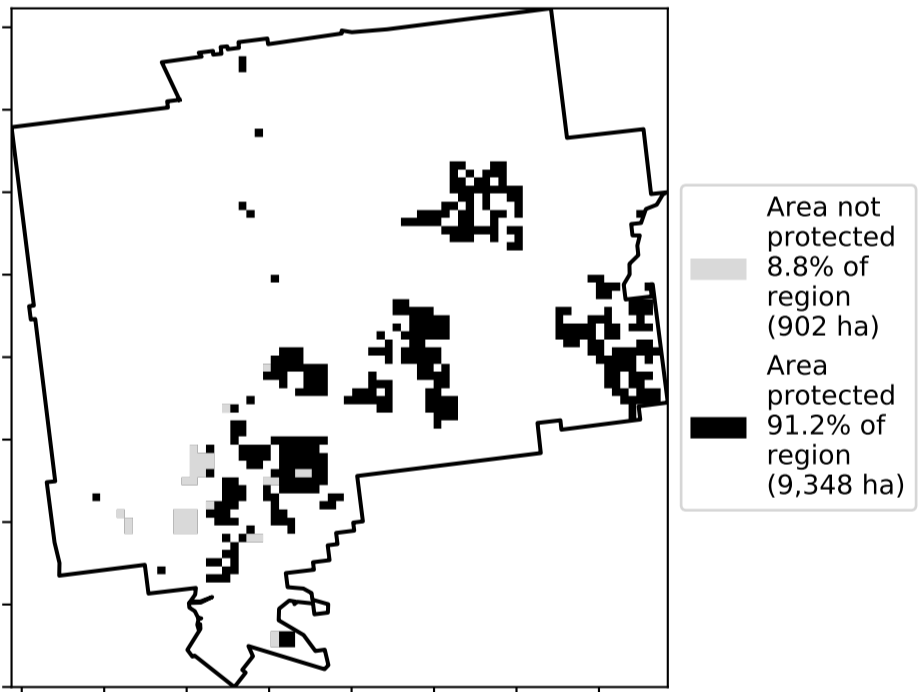 Area not
protected
8.8% of
region
(902 ha)
Area
protected
91.2% of
region
(9,348 ha)